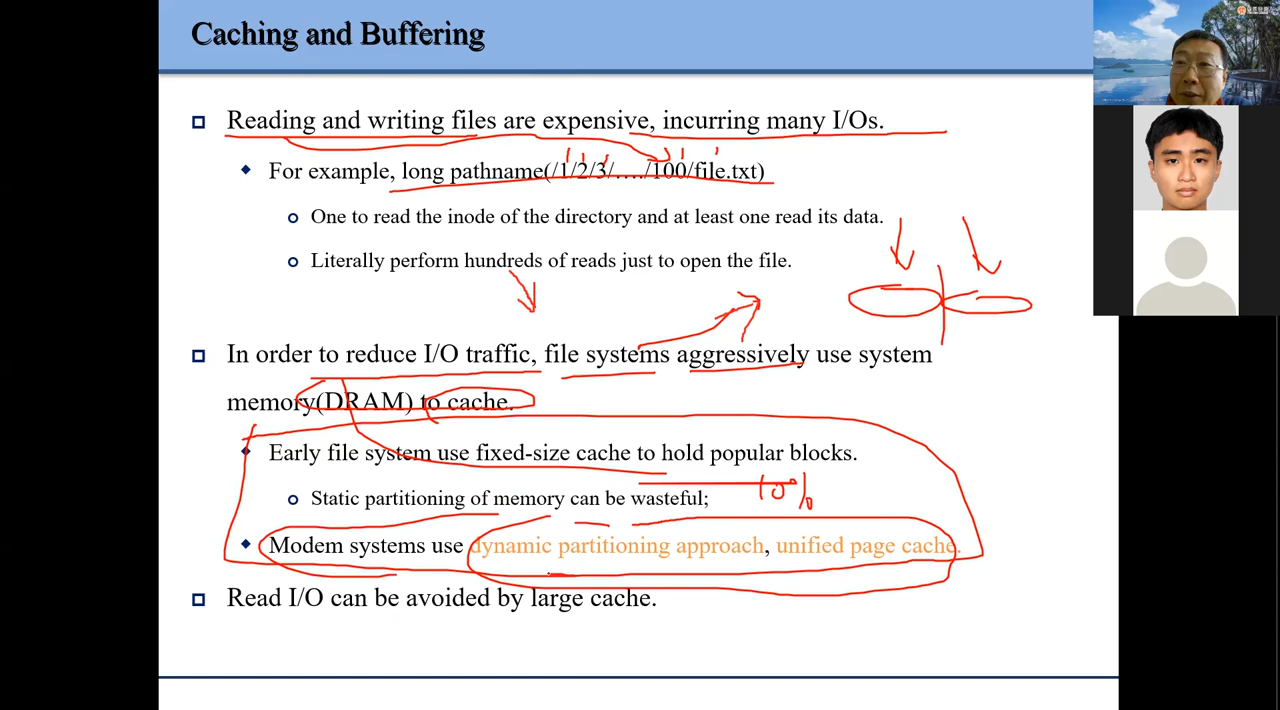 Caching and Buffering
Reading and writing files are expensive, incurring many I/Os.
For example, long pathname(/1/2/3/…./100/file.txt)
One to read the inode of the directory and at least one read its data.
Literally perform hundreds of reads just to open the file.
In order to reduce I/O traffic, file systems aggressively use system
memory(DRAM) to cache.
Early file system use fixed-size cache to hold popular blocks.
Static partitioning of memory can be wasteful;
10%
Modem systems use dynamic partitioning approach, unified page cache.
Read I/O can be avoided by large cache.